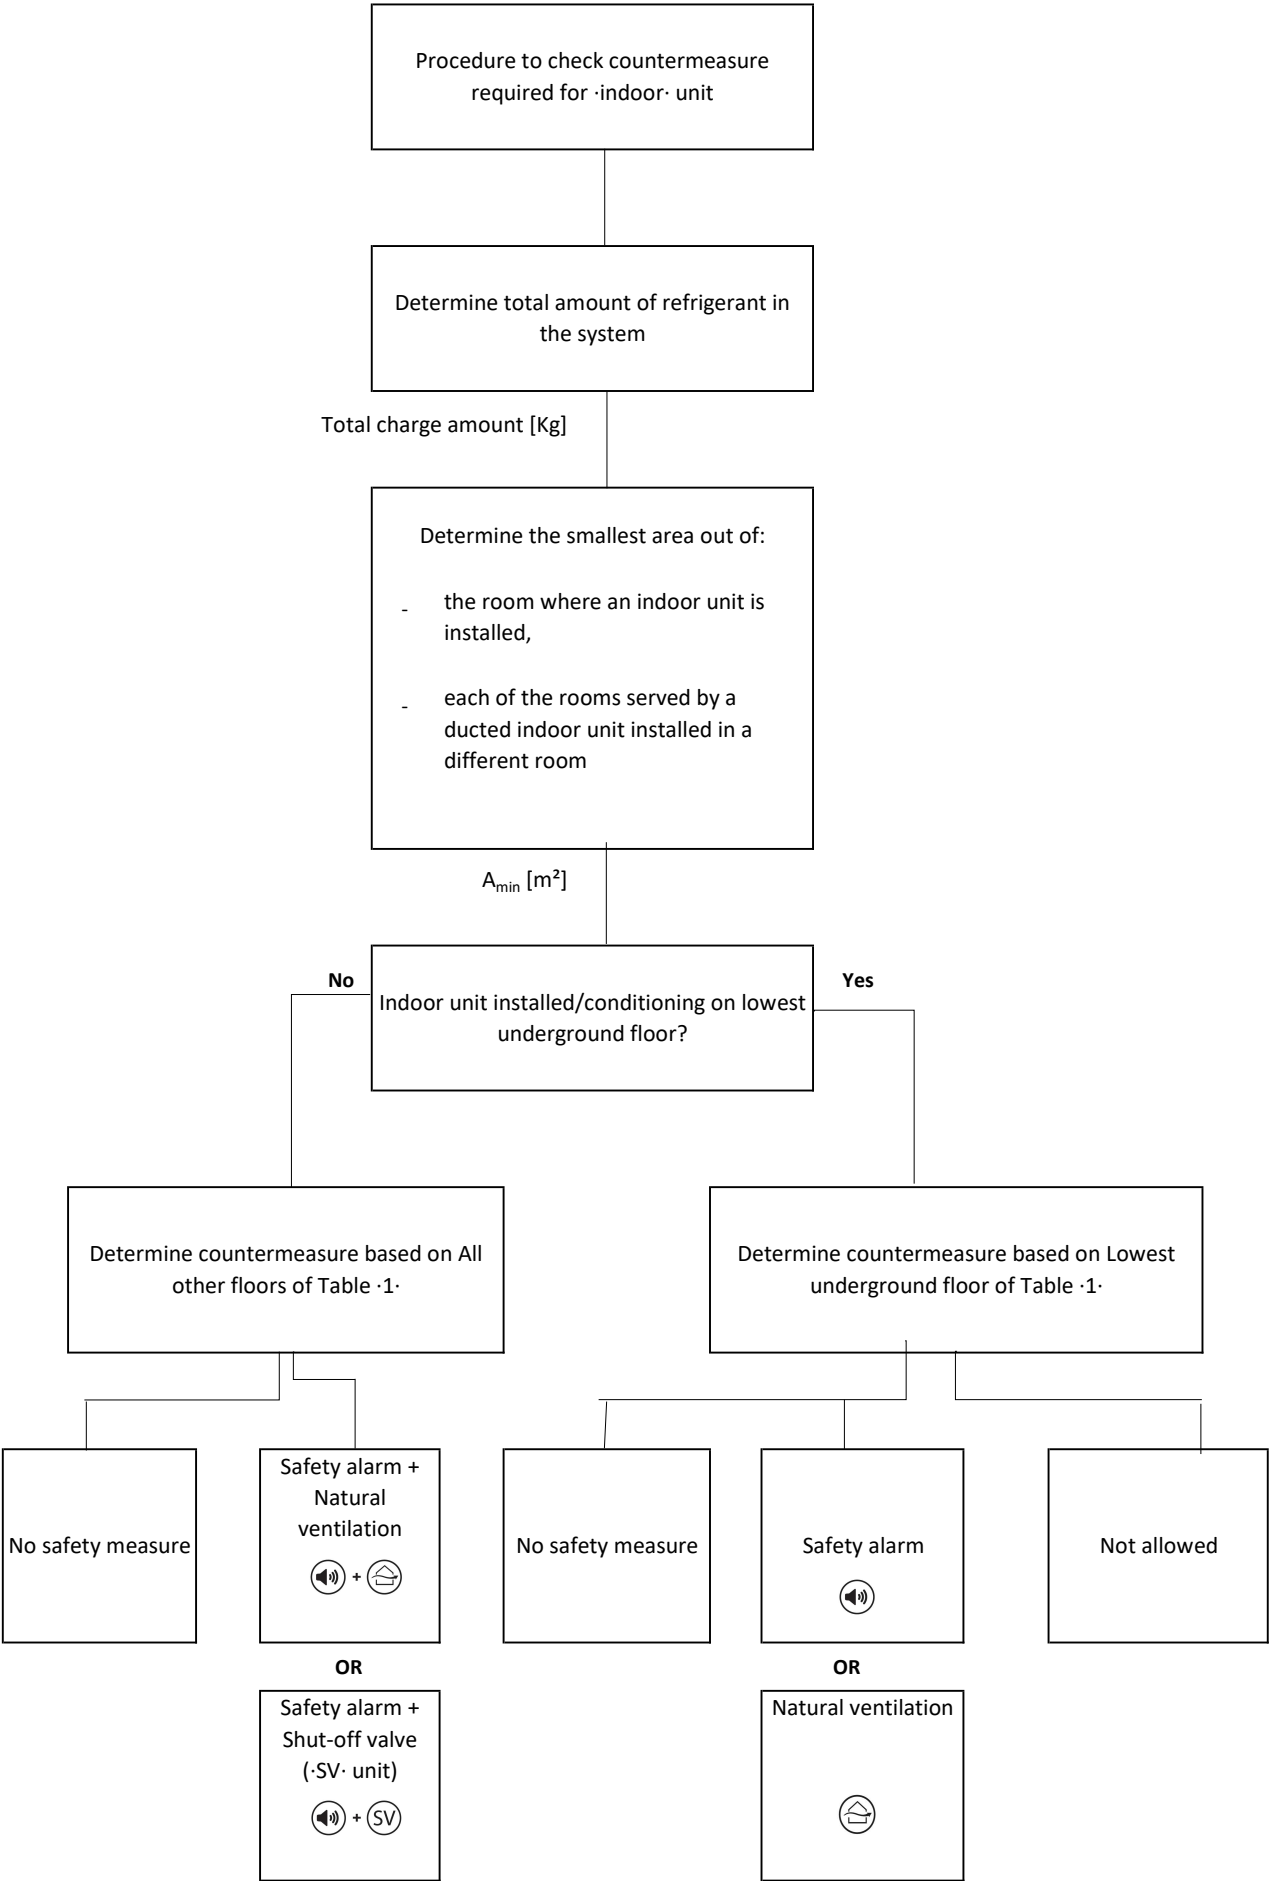 Procedure to check countermeasure
required for ·indoor· unit
Determine total amount of refrigerant in
the system
Total charge amount [Kg]
Determine the smallest area out of:
- the room where an indoor unit is
installed,
- each of the rooms served by a
ducted indoor unit installed in a
different room
Amin [m²]
No
Yes
Indoor unit installed/conditioning on lowest
underground floor?
Determine countermeasure based on All
other floors of Table ·1·
Determine countermeasure based on Lowest
underground floor of Table ·1·
No safety measure
Safety alarm +
Natural
ventilation
+
No safety measure
Safety alarm
Not allowed
OR
OR
Safety alarm +
Shut-off valve
(·SV· unit)
+ SV
Natural ventilation